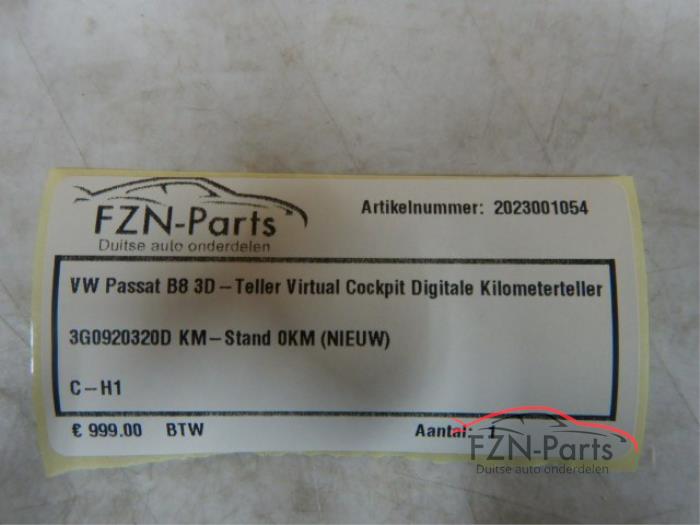 FZN-Parts
Duitse auto onderdelen
Artikelnummer: 2023001054
VW Passat B8 3D-Teller Virtual Cockpit Digitale Kilometerteller
3G0920320D KM-Stand 0KM (NIEUW)
C-H1
€ 999.00 BTW
Aantal: 1
FZN-Parts
Duitse auto onderdelen